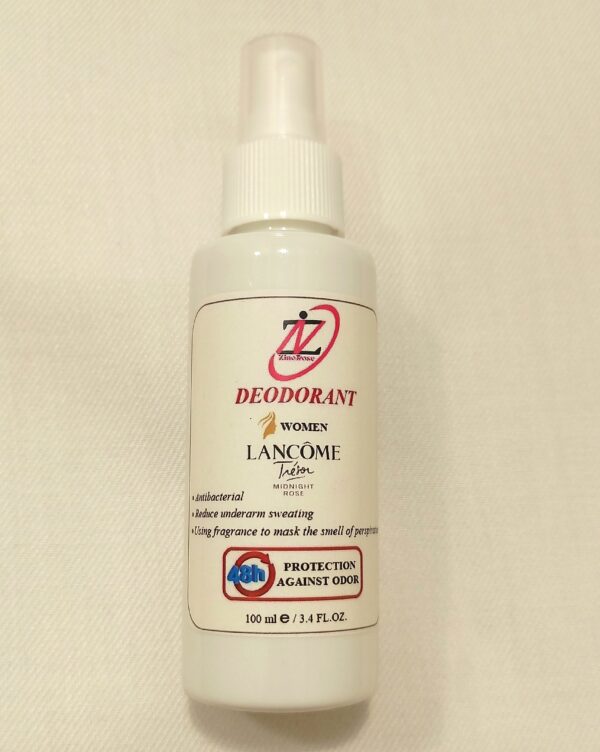 ZinoRose
DEODORANT
WOMEN
LANCÔME
Trésor
MIDNIGHT
ROSE
• Antibacterial
• Reduce underarm sweating
• Using fragrance to mask the smell of
48h
PROTECTION
AGAINST ODOR
100 ml e / 3.4 FL.OZ.